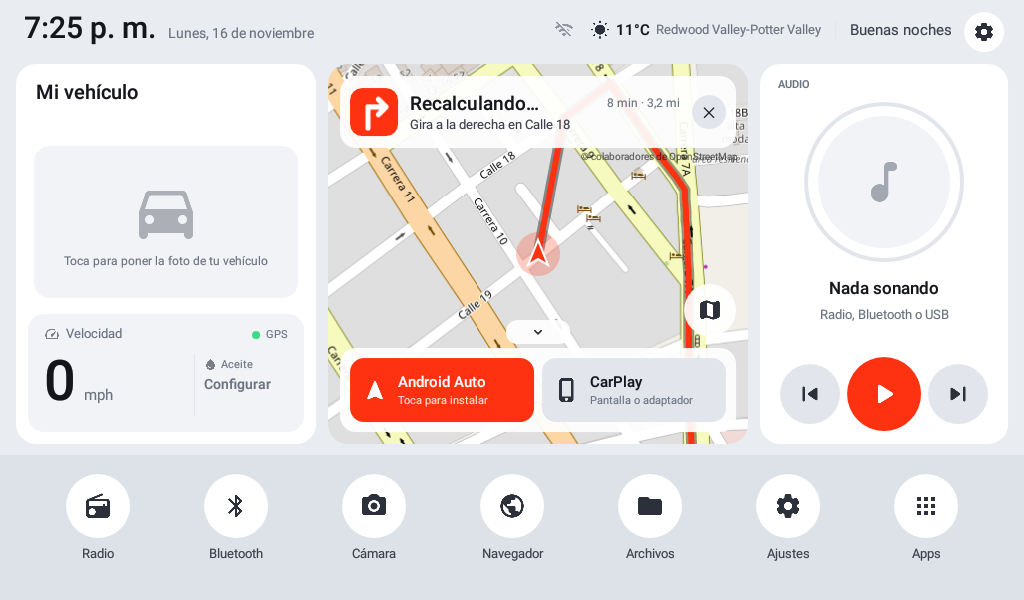 7:25 p. m.
Lunes, 16 de noviembre
11°C
Redwood Valley-Potter Valley
Buenas noches
Mi vehículo
Toca para poner la foto de tu vehículo
Velocidad
GPS
0
mph
Aceite
Configurar
Recalculando…
8 min · 3,2 mi
Gira a la derecha en Calle 18
© colaboradores de OpenStreetMap
Calle 18
Carrera 11
Carrera 10
Calle 19
Android Auto
Toca para instalar
CarPlay
Pantalla o adaptador
AUDIO
Nada sonando
Radio, Bluetooth o USB
Radio
Bluetooth
Cámara
Navegador
Archivos
Ajustes
Apps